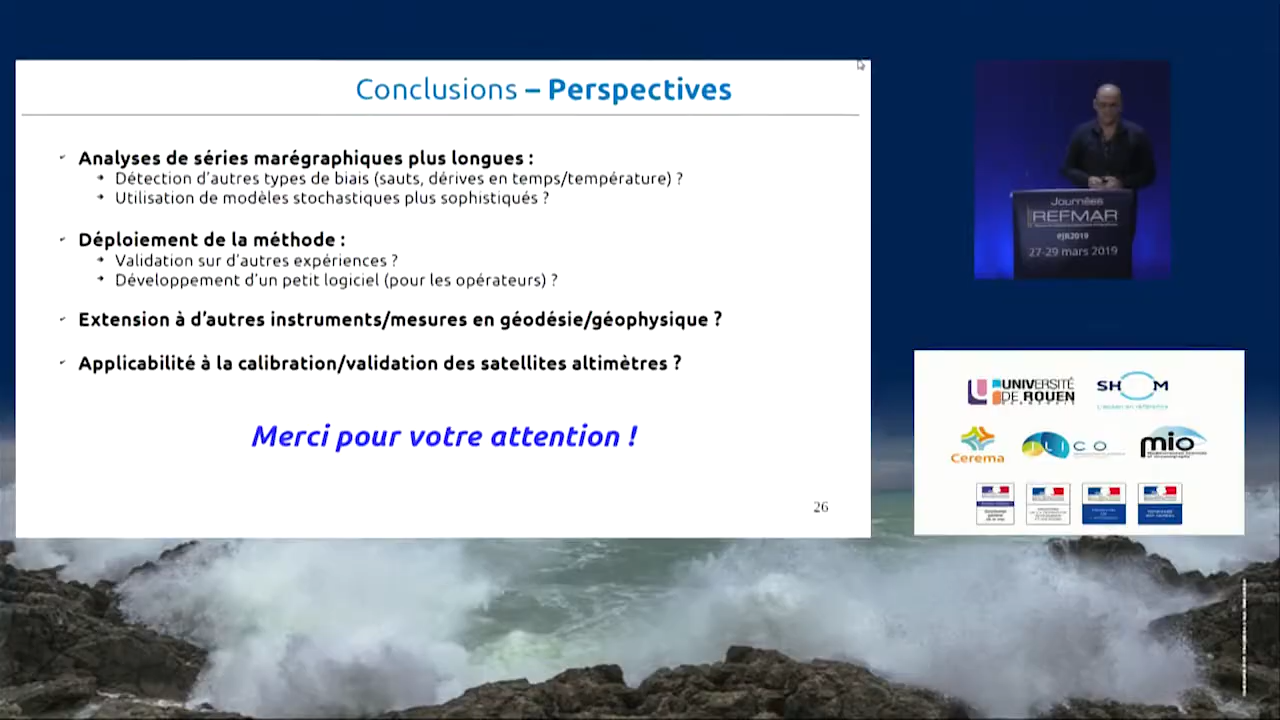 Conclusions – Perspectives
Analyses de séries marégraphiques plus longues :
Détection d'autres types de biais (sauts, dérives en temps/température) ?
Utilisation de modèles stochastiques plus sophistiqués ?
Déploiement de la méthode :
Validation sur d'autres expériences ?
Développement d'un petit logiciel (pour les opérateurs) ?
Extension à d'autres instruments/mesures en géodésie/géophysique ?
Applicabilité à la calibration/validation des satellites altimètres ?
Merci pour votre attention !
26
Journées
REFMAR
#JR2019
27-29 mars 2019
UNIVERSITÉ
DE ROUEN
SHOM
Cerema
ILICO
mio